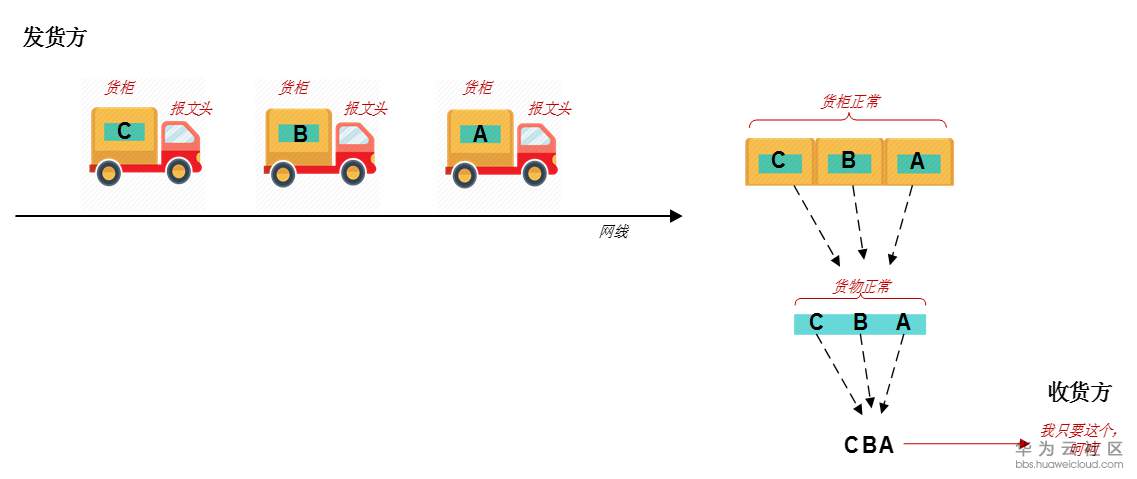 发货方
货柜
报文头
C
货柜
报文头
B
货柜
报文头
A
网线
货柜正常
C B A
货物正常
C B A
CBA
收货方
我只要这个，
呵呵
华为云社区
bbs.huaweicloud.com